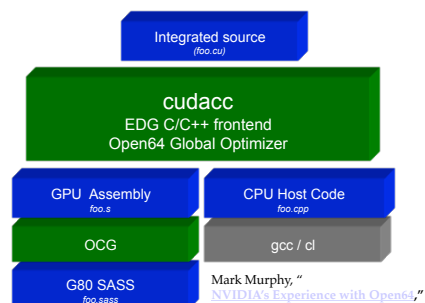 Integrated source
(foo.cu)
cudacc
EDG C/C++ frontend
Open64 Global Optimizer
GPU Assembly
foo.s
CPU Host Code
foo.cpp
OCG
gcc / cl
G80 SASS
foo.sass
Mark Murphy, “
NVIDIA's Experience with Open64,”